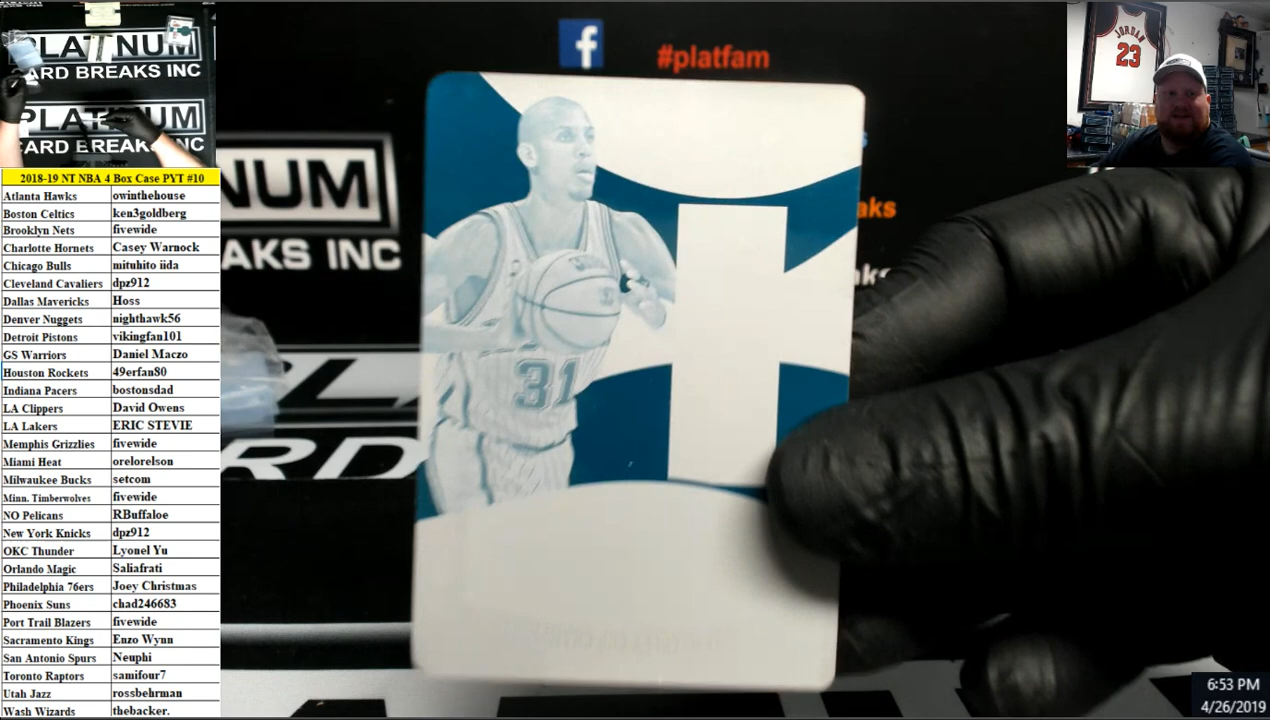 PLATINUM
CARD BREAKS INC
PLATINUM
CARD BREAKS INC
#platfam
JORDAN
23
NUM
AKS INC
aks
31
RD
2018-19 NT NBA 4 Box Case PYT #10
Atlanta Hawks owinthehouse
Boston Celtics ken3goldberg
Brooklyn Nets fivewide
Charlotte Hornets Casey Warnock
Chicago Bulls mituhito iida
Cleveland Cavaliers dpz912
Dallas Mavericks Hoss
Denver Nuggets nighthawk56
Detroit Pistons vikingfan101
GS Warriors Daniel Maczo
Houston Rockets 49erfan80
Indiana Pacers bostonsdad
LA Clippers David Owens
LA Lakers ERIC STEVIE
Memphis Grizzlies fivewide
Miami Heat orelorelson
Milwaukee Bucks setcom
Minn. Timberwolves fivewide
NO Pelicans RBuffaloe
New York Knicks dpz912
OKC Thunder Lyonel Yu
Orlando Magic Saliafrati
Philadelphia 76ers Joey Christmas
Phoenix Suns chad246683
Port Trail Blazers fivewide
Sacramento Kings Enzo Wynn
San Antonio Spurs Neuphi
Toronto Raptors samifour7
Utah Jazz rossbehrman
Wash Wizards thebacker.
6:53 PM
4/26/2019